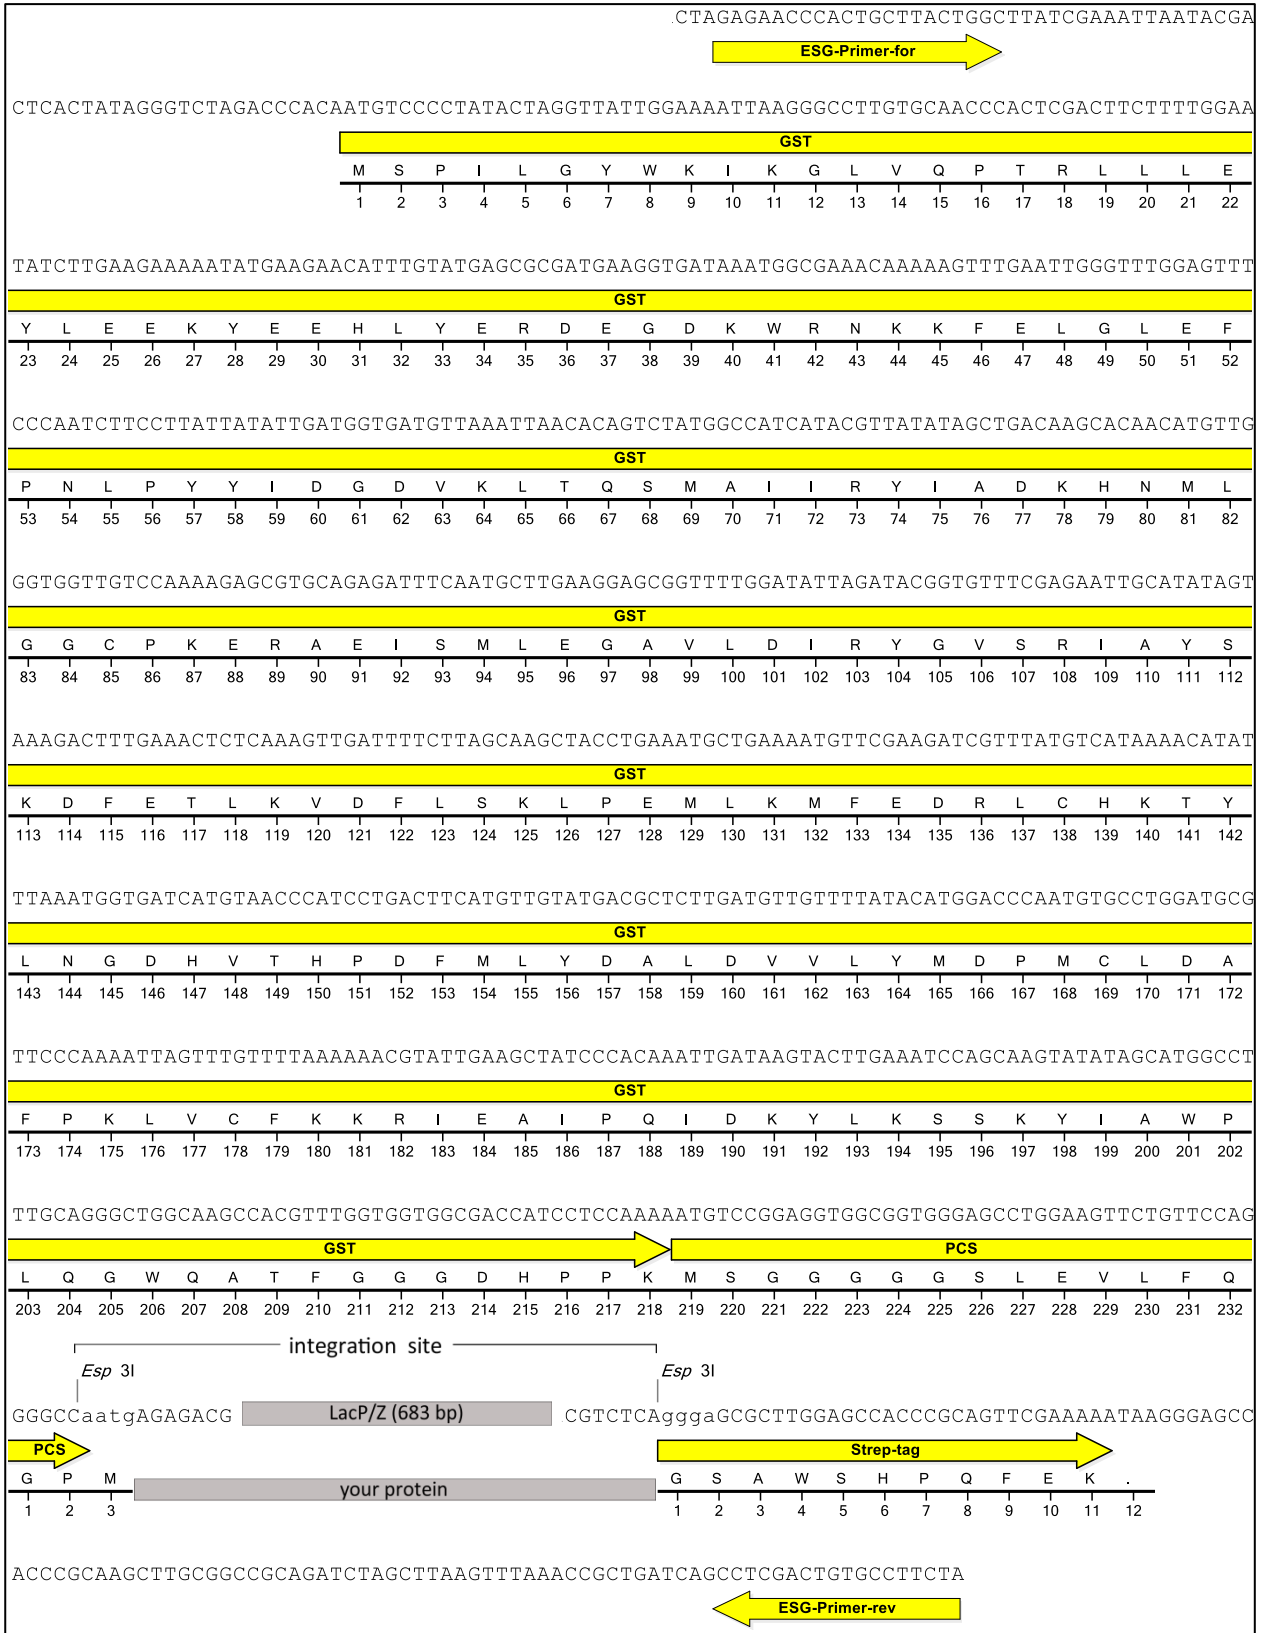 CTAGAGAACCCACTGCTTACTGGCTTATCGAAATTAATACGA
ESG-Primer-for
CTCACTATAGGGTCTAGACCCACAATGTCCCCTATACTAGGTTATTGGAAAATTAAGGGCCTTGTGCAACCCACTCGACTTCTTTTGGAA
GST
M S P I L G Y W K I K G L V Q P T R L L L E
1 2 3 4 5 6 7 8 9 10 11 12 13 14 15 16 17 18 19 20 21 22
TATCTTGAAGAAAAATATGAAGAACATTTGTATGAGCGCGATGAAGGTGATAAATGGCGAAACAAAAAGTTTGAATTGGGTTTGGAGTTT
GST
Y L E E K Y E E H L Y E R D E G D K W R N K K F E L G L E F
23 24 25 26 27 28 29 30 31 32 33 34 35 36 37 38 39 40 41 42 43 44 45 46 47 48 49 50 51 52
CCCAATCTTCCTTATTATATTGATGGTGATGTTAAATTAACACAGTCTATGGCCATCATACGTTATATAGCTGACAAGCACAACATGTTG
GST
P N L P Y Y I D G D V K L T Q S M A I I R Y I A D K H N M L
53 54 55 56 57 58 59 60 61 62 63 64 65 66 67 68 69 70 71 72 73 74 75 76 77 78 79 80 81 82
GGTGGTTGTCCAAAAGAGCGTGCAGAGATTTCAATGCTTGAAGGAGCGGTTTTGGATATTAGATACGGTGTTTCGAGAATTGCATATAGT
GST
G G C P K E R A E I S M L E G A V L D I R Y G V S R I A Y S
83 84 85 86 87 88 89 90 91 92 93 94 95 96 97 98 99 100 101 102 103 104 105 106 107 108 109 110 111 112
AAAGACTTTGAAACTCTCAAAGTTGATTTTCTTAGCAAGCTACCTGAAATGCTGAAAATGTTCGAAGATCGTTTATGTCATAAAACATAT
GST
K D F E T L K V D F L S K L P E M L K M F E D R L C H K T Y
113 114 115 116 117 118 119 120 121 122 123 124 125 126 127 128 129 130 131 132 133 134 135 136 137 138 139 140 141 142
TTAAATGGTGATCATGTAACCCATCCTGACTTCATGTTGTATGACGCTCTTGATGTTGTTTTATACATGGACCCAATGTGCCTGGATGCG
GST
L N G D H V T H P D F M L Y D A L D V V L Y M D P M C L D A
143 144 145 146 147 148 149 150 151 152 153 154 155 156 157 158 159 160 161 162 163 164 165 166 167 168 169 170 171 172
TTCCCAAAATTAGTTTGTTTTAAAAAACGTATTGAAGCTATCCCACAAATTGATAAGTACTTGAAATCCAGCAAGTATATAGCATGGCCT
GST
F P K L V C F K K R I E A I P Q I D K Y L K S S K Y I A W P
173 174 175 176 177 178 179 180 181 182 183 184 185 186 187 188 189 190 191 192 193 194 195 196 197 198 199 200 201 202
TTGCAGGGCTGGCAAGCCACGTTTGGTGGTGGCGACCATCCTCCAAAAATGTCCGGAGGTGGCGGTGGGAGCCTGGAAGTTCTGTTCCAG
GST PCS
L Q G W Q A T F G G G D H P P K M S G G G G G S L E V L F Q
203 204 205 206 207 208 209 210 211 212 213 214 215 216 217 218 219 220 221 222 223 224 225 226 227 228 229 230 231 232
integration site
Esp 3I Esp 3I
GGGCCCaatgAGAGACG LacP/Z (683 bp) CGTCTCAgggaGCGCTTGGAGCCACCCGCAGTTCGAAAAATAAGGGAGCC
PCS Strep-tag
G P M your protein G S A W S H P Q F E K .
1 2 3 1 2 3 4 5 6 7 8 9 10 11 12
ACCCGCAAGCTTGCGGCCGCAGATCTAGCTTAAGTTTAAACCGCTGATCAGCCTCGACTGTGCCTTCTA
ESG-Primer-rev